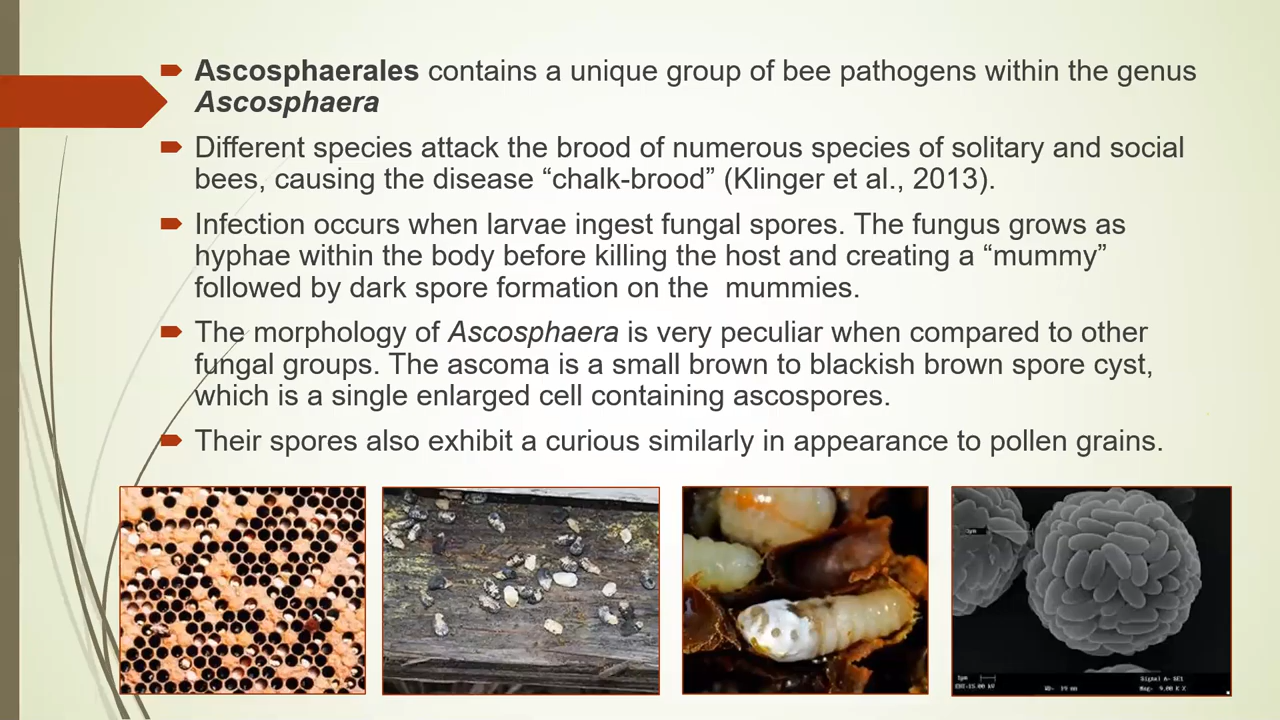 Ascosphaerales contains a unique group of bee pathogens within the genus
Ascosphaera
Different species attack the brood of numerous species of solitary and social
bees, causing the disease “chalk-brood” (Klinger et al., 2013).
Infection occurs when larvae ingest fungal spores. The fungus grows as
hyphae within the body before killing the host and creating a “mummy”
followed by dark spore formation on the  mummies.
The morphology of Ascosphaera is very peculiar when compared to other
fungal groups. The ascoma is a small brown to blackish brown spore cyst,
which is a single enlarged cell containing ascospores.
Their spores also exhibit a curious similarly in appearance to pollen grains.
Signal A- SE1
Mag- 9.00 K X